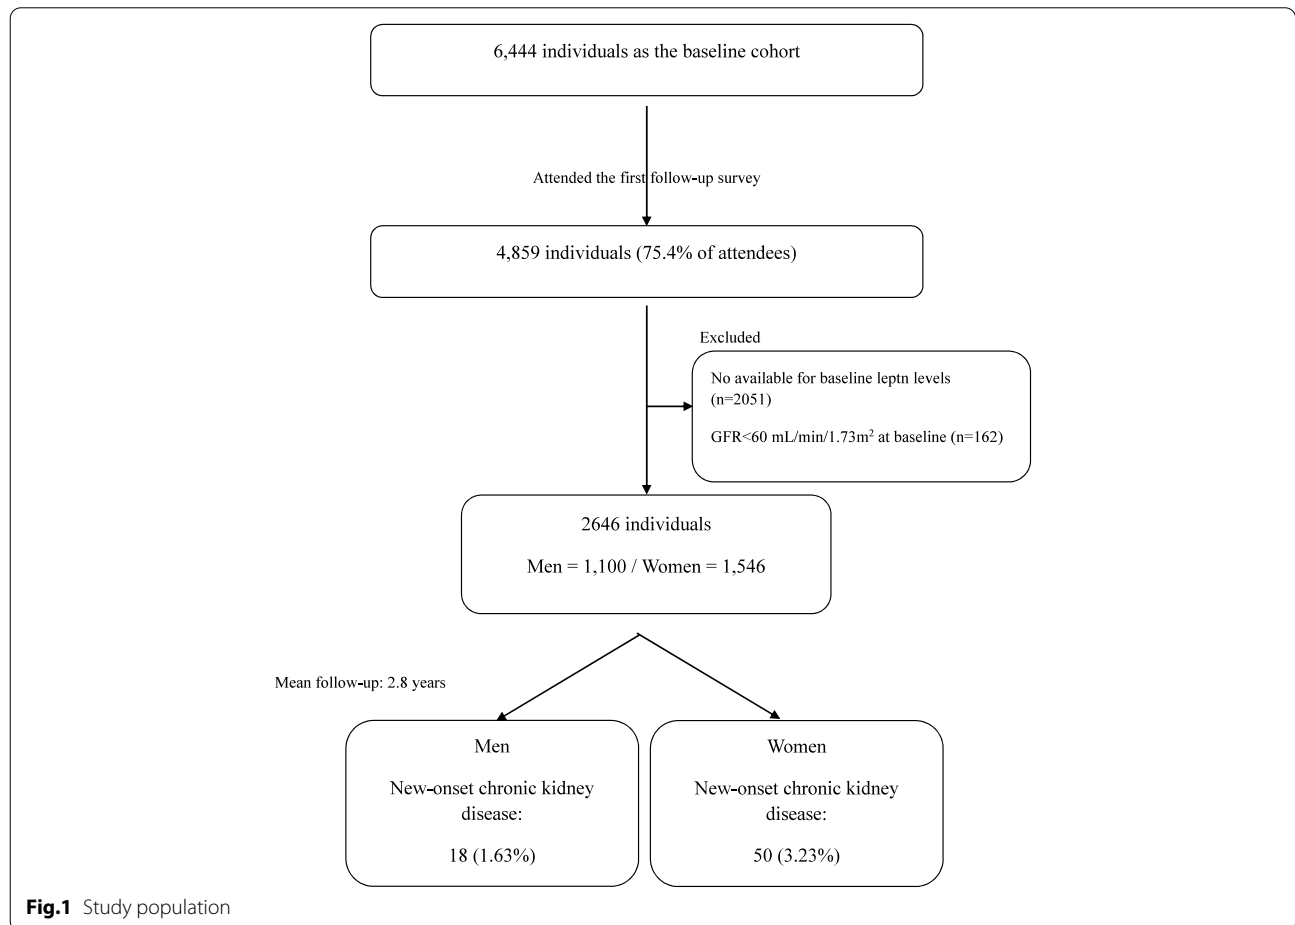 6,444 individuals as the baseline cohort
Attended the first follow-up survey
4,859 individuals (75.4% of attendees)
Excluded
No available for baseline leptn levels
(n=2051)
GFR<60 mL/min/1.73m² at baseline (n=162)
2646 individuals
Men = 1,100 / Women = 1,546
Mean follow-up: 2.8 years
Men
New-onset chronic kidney
disease:
18 (1.63%)
Women
New-onset chronic kidney
disease:
50 (3.23%)
Fig.1 Study population